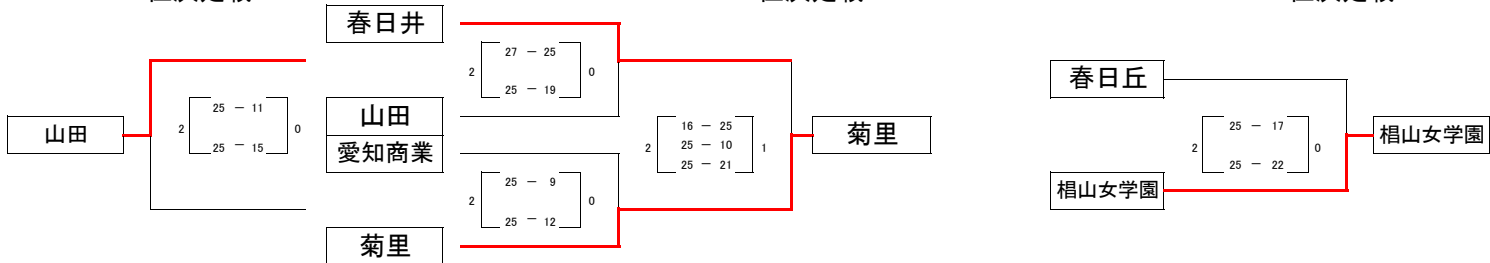 春日井
27 － 25
2 0
25 － 19
山田
25 － 11
2 0
25 － 15
山田
愛知商業
16 － 25
2 25 － 10 1
25 － 21
菊里
25 － 9
2 0
25 － 12
菊里
春日丘
25 － 17
2 0
25 － 22
椙山女学園
椙山女学園